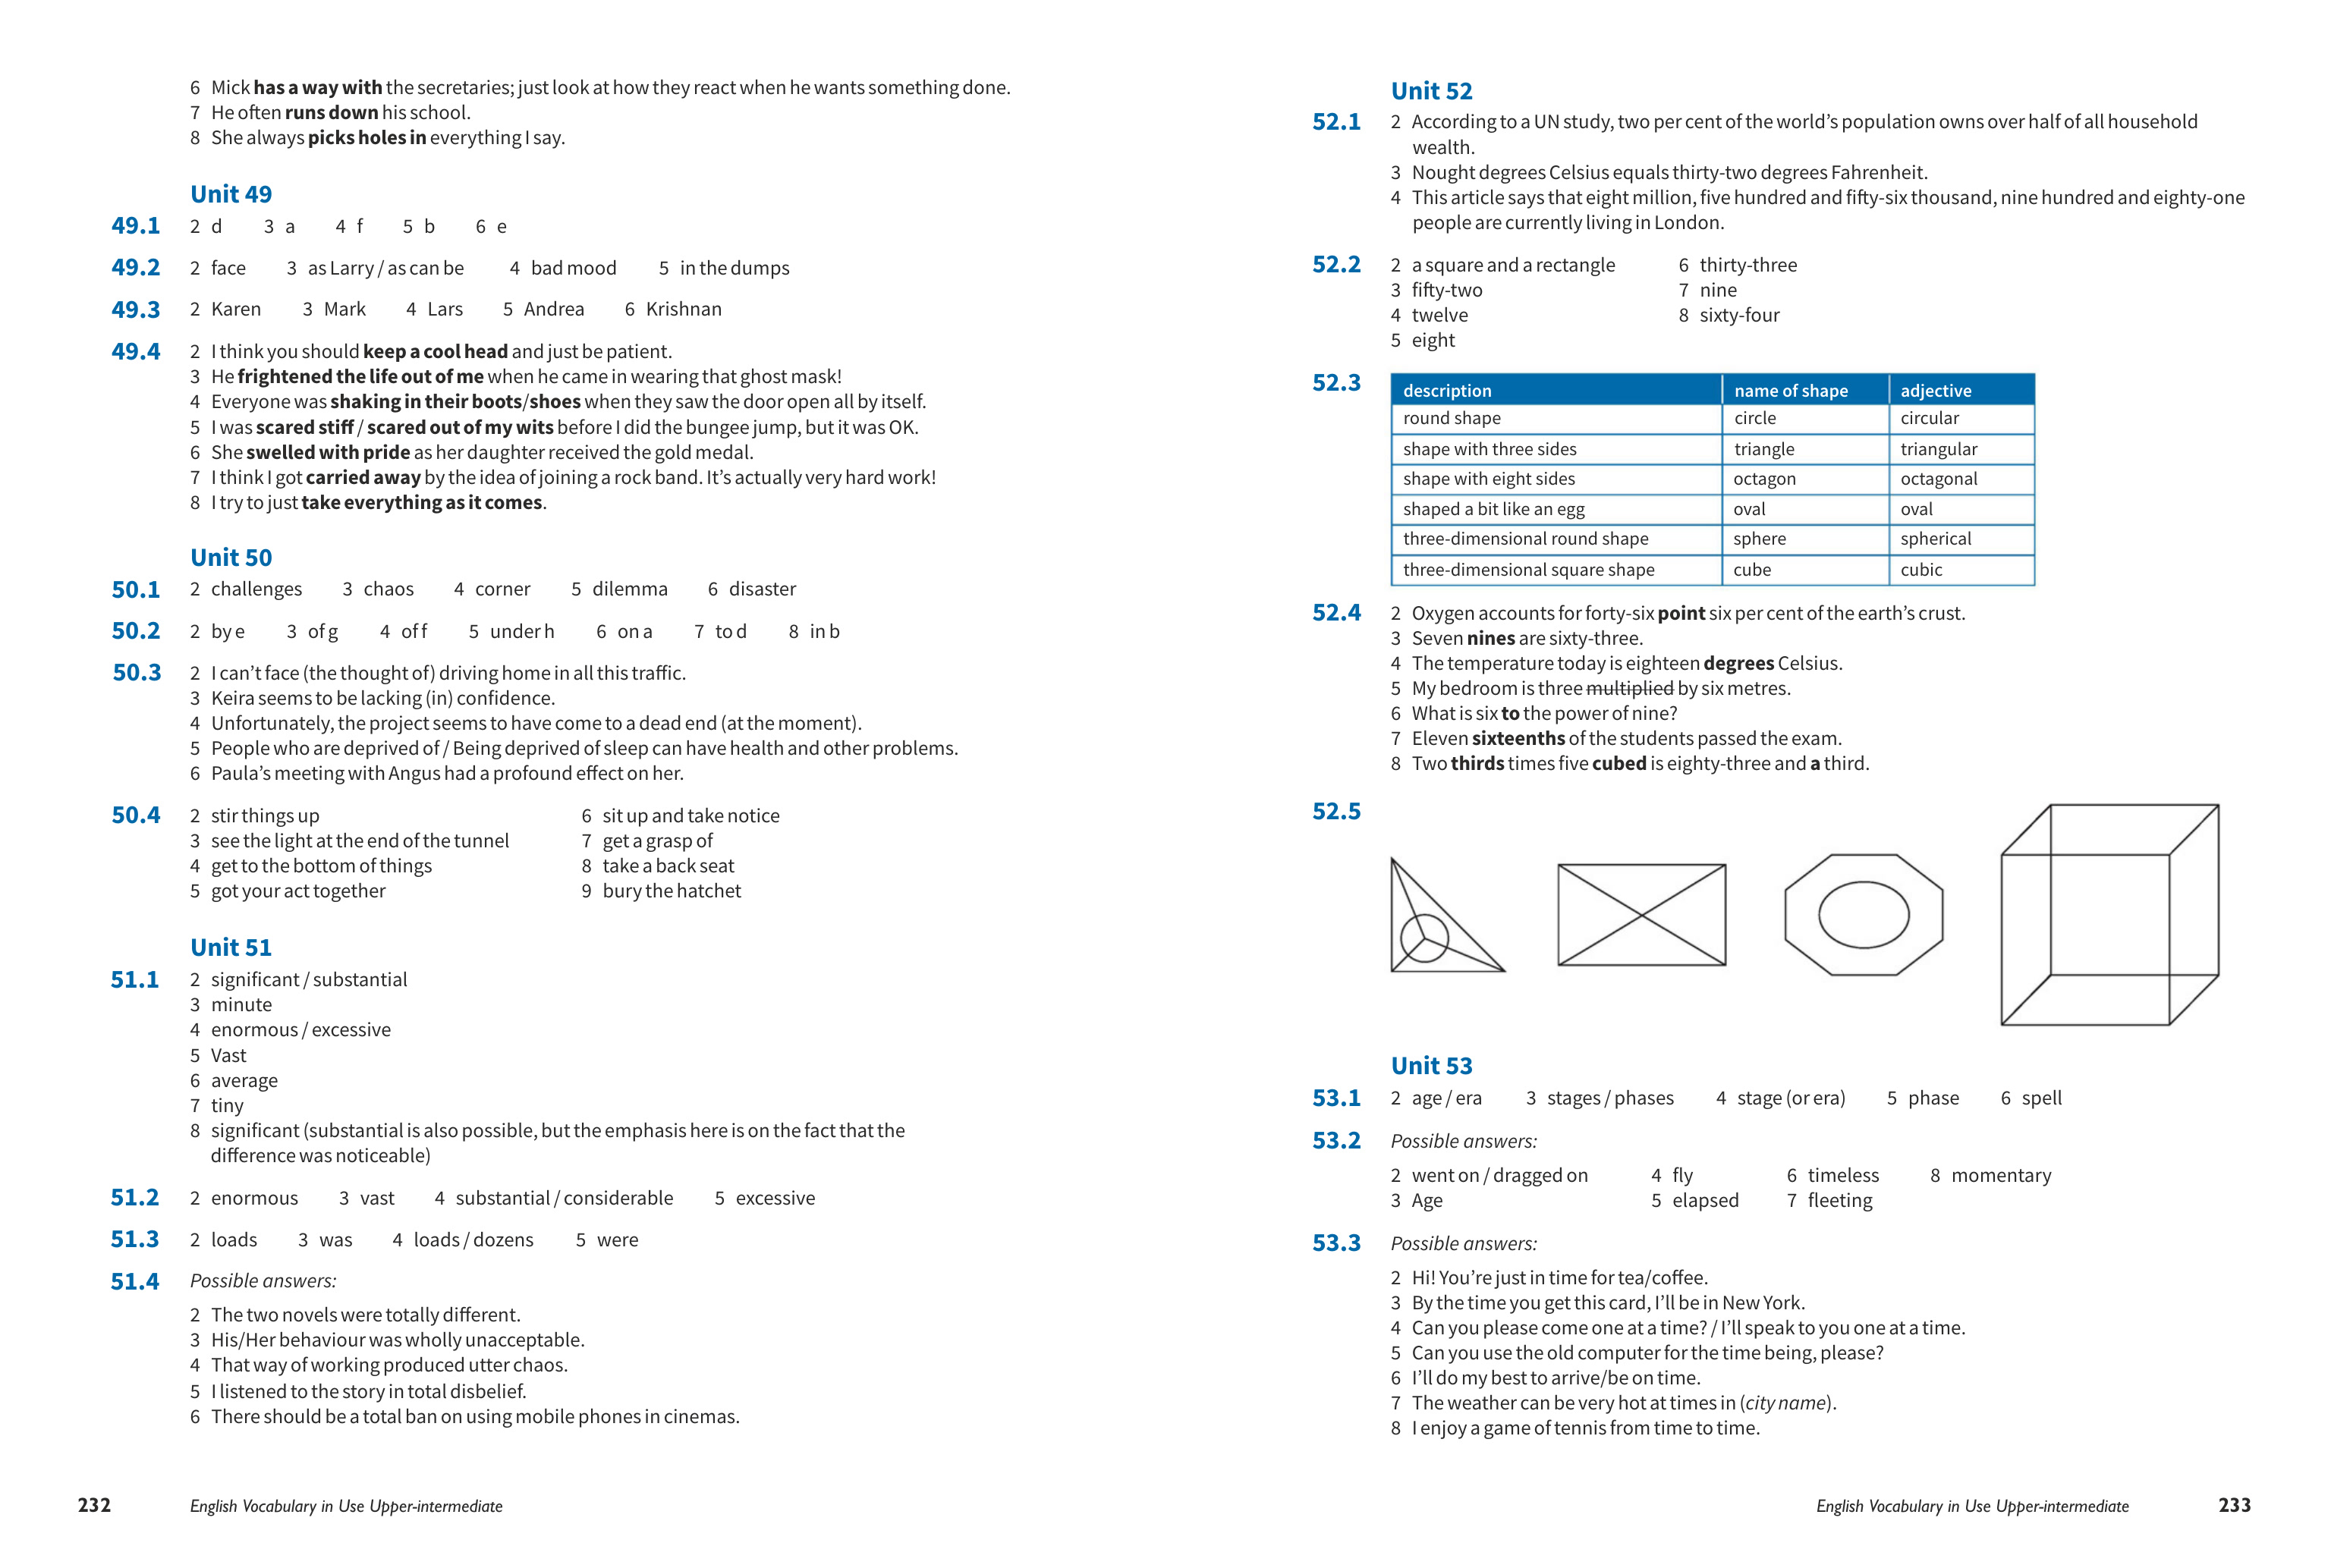 6 Mick has a way with the secretaries; just look at how they react when he wants something done.
7 He often runs down his school.
8 She always picks holes in everything I say.
Unit 49
49.1 2 d 3 a 4 f 5 b 6 e
49.2 2 face 3 as Larry / as can be 4 bad mood 5 in the dumps
49.3 2 Karen 3 Mark 4 Lars 5 Andrea 6 Krishnan
49.4 2 I think you should keep a cool head and just be patient.
3 He frightened the life out of me when he came in wearing that ghost mask!
4 Everyone was shaking in their boots/shoes when they saw the door open all by itself.
5 I was scared stiff / scared out of my wits before I did the bungee jump, but it was OK.
6 She swelled with pride as her daughter received the gold medal.
7 I think I got carried away by the idea of joining a rock band. It's actually very hard work!
8 I try to just take everything as it comes.
Unit 50
50.1 2 challenges 3 chaos 4 corner 5 dilemma 6 disaster
50.2 2 by e 3 of g 4 of f 5 under h 6 on a 7 to d 8 in b
50.3 2 I can't face (the thought of) driving home in all this traffic.
3 Keira seems to be lacking (in) confidence.
4 Unfortunately, the project seems to have come to a dead end (at the moment).
5 People who are deprived of / Being deprived of sleep can have health and other problems.
6 Paula's meeting with Angus had a profound effect on her.
50.4 2 stir things up 6 sit up and take notice
3 see the light at the end of the tunnel 7 get a grasp of
4 get to the bottom of things 8 take a back seat
5 got your act together 9 bury the hatchet
Unit 51
51.1 2 significant / substantial
3 minute
4 enormous / excessive
5 Vast
6 average
7 tiny
8 significant (substantial is also possible, but the emphasis here is on the fact that the
difference was noticeable)
51.2 2 enormous 3 vast 4 substantial / considerable 5 excessive
51.3 2 loads 3 was 4 loads / dozens 5 were
51.4 Possible answers:
2 The two novels were totally different.
3 His/Her behaviour was wholly unacceptable.
4 That way of working produced utter chaos.
5 I listened to the story in total disbelief.
6 There should be a total ban on using mobile phones in cinemas.
232 English Vocabulary in Use Upper-intermediate
Unit 52
52.1 2 According to a UN study, two per cent of the world's population owns over half of all household
wealth.
3 Nought degrees Celsius equals thirty-two degrees Fahrenheit.
4 This article says that eight million, five hundred and fifty-six thousand, nine hundred and eighty-one
people are currently living in London.
52.2 2 a square and a rectangle 6 thirty-three
3 fifty-two 7 nine
4 twelve 8 sixty-four
5 eight
52.3 description name of shape adjective
round shape circle circular
shape with three sides triangle triangular
shape with eight sides octagon octagonal
shaped a bit like an egg oval oval
three-dimensional round shape sphere spherical
three-dimensional square shape cube cubic
52.4 2 Oxygen accounts for forty-six point six per cent of the earth's crust.
3 Seven nines are sixty-three.
4 The temperature today is eighteen degrees Celsius.
5 My bedroom is three multiplied by six metres.
6 What is six to the power of nine?
7 Eleven sixteenths of the students passed the exam.
8 Two thirds times five cubed is eighty-three and a third.
52.5
Unit 53
53.1 2 age / era 3 stages / phases 4 stage (or era) 5 phase 6 spell
53.2 Possible answers:
2 went on / dragged on 4 fly 6 timeless 8 momentary
3 Age 5 elapsed 7 fleeting
53.3 Possible answers:
2 Hi! You're just in time for tea/coffee.
3 By the time you get this card, I'll be in New York.
4 Can you please come one at a time? / I'll speak to you one at a time.
5 Can you use the old computer for the time being, please?
6 I'll do my best to arrive/be on time.
7 The weather can be very hot at times in (city name).
8 I enjoy a game of tennis from time to time.
English Vocabulary in Use Upper-intermediate 233